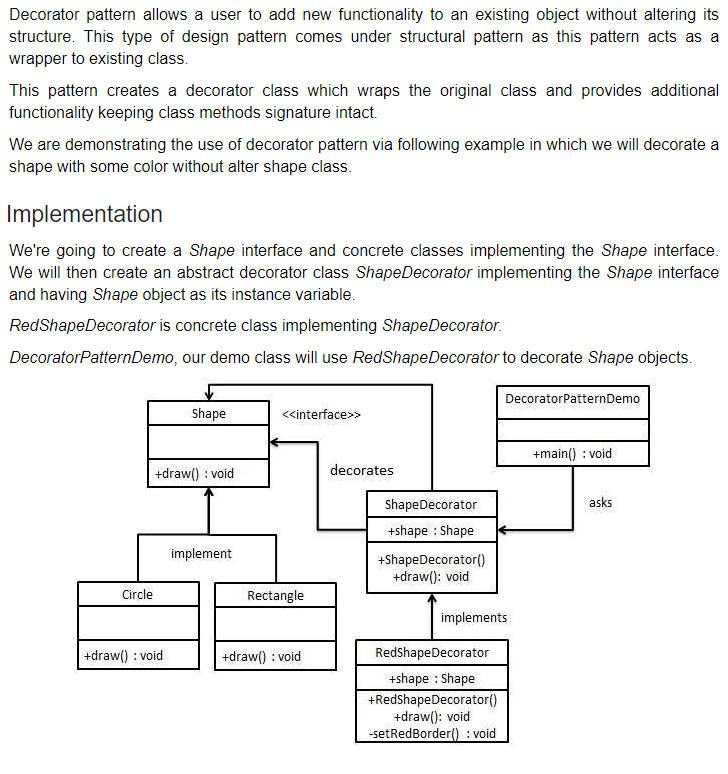 Decorator pattern allows a user to add new functionality to an existing object without altering its
structure. This type of design pattern comes under structural pattern as this pattern acts as a
wrapper to existing class.
This pattern creates a decorator class which wraps the original class and provides additional
functionality keeping class methods signature intact.
We are demonstrating the use of decorator pattern via following example in which we will decorate a
shape with some color without alter shape class.
Implementation
We're going to create a Shape interface and concrete classes implementing the Shape interface.
We will then create an abstract decorator class ShapeDecorator implementing the Shape interface
and having Shape object as its instance variable.
RedShapeDecorator is concrete class implementing ShapeDecorator.
DecoratorPatternDemo, our demo class will use RedShapeDecorator to decorate Shape objects.
Shape
<<interface>>
+draw() : void
DecoratorPatternDemo
+main() : void
decorates
asks
ShapeDecorator
+shape : Shape
+ShapeDecorator()
+draw(): void
implement
Circle
+draw() : void
Rectangle
+draw() : void
implements
RedShapeDecorator
+shape : Shape
+RedShapeDecorator()
+draw(): void
-setRedBorder() : void